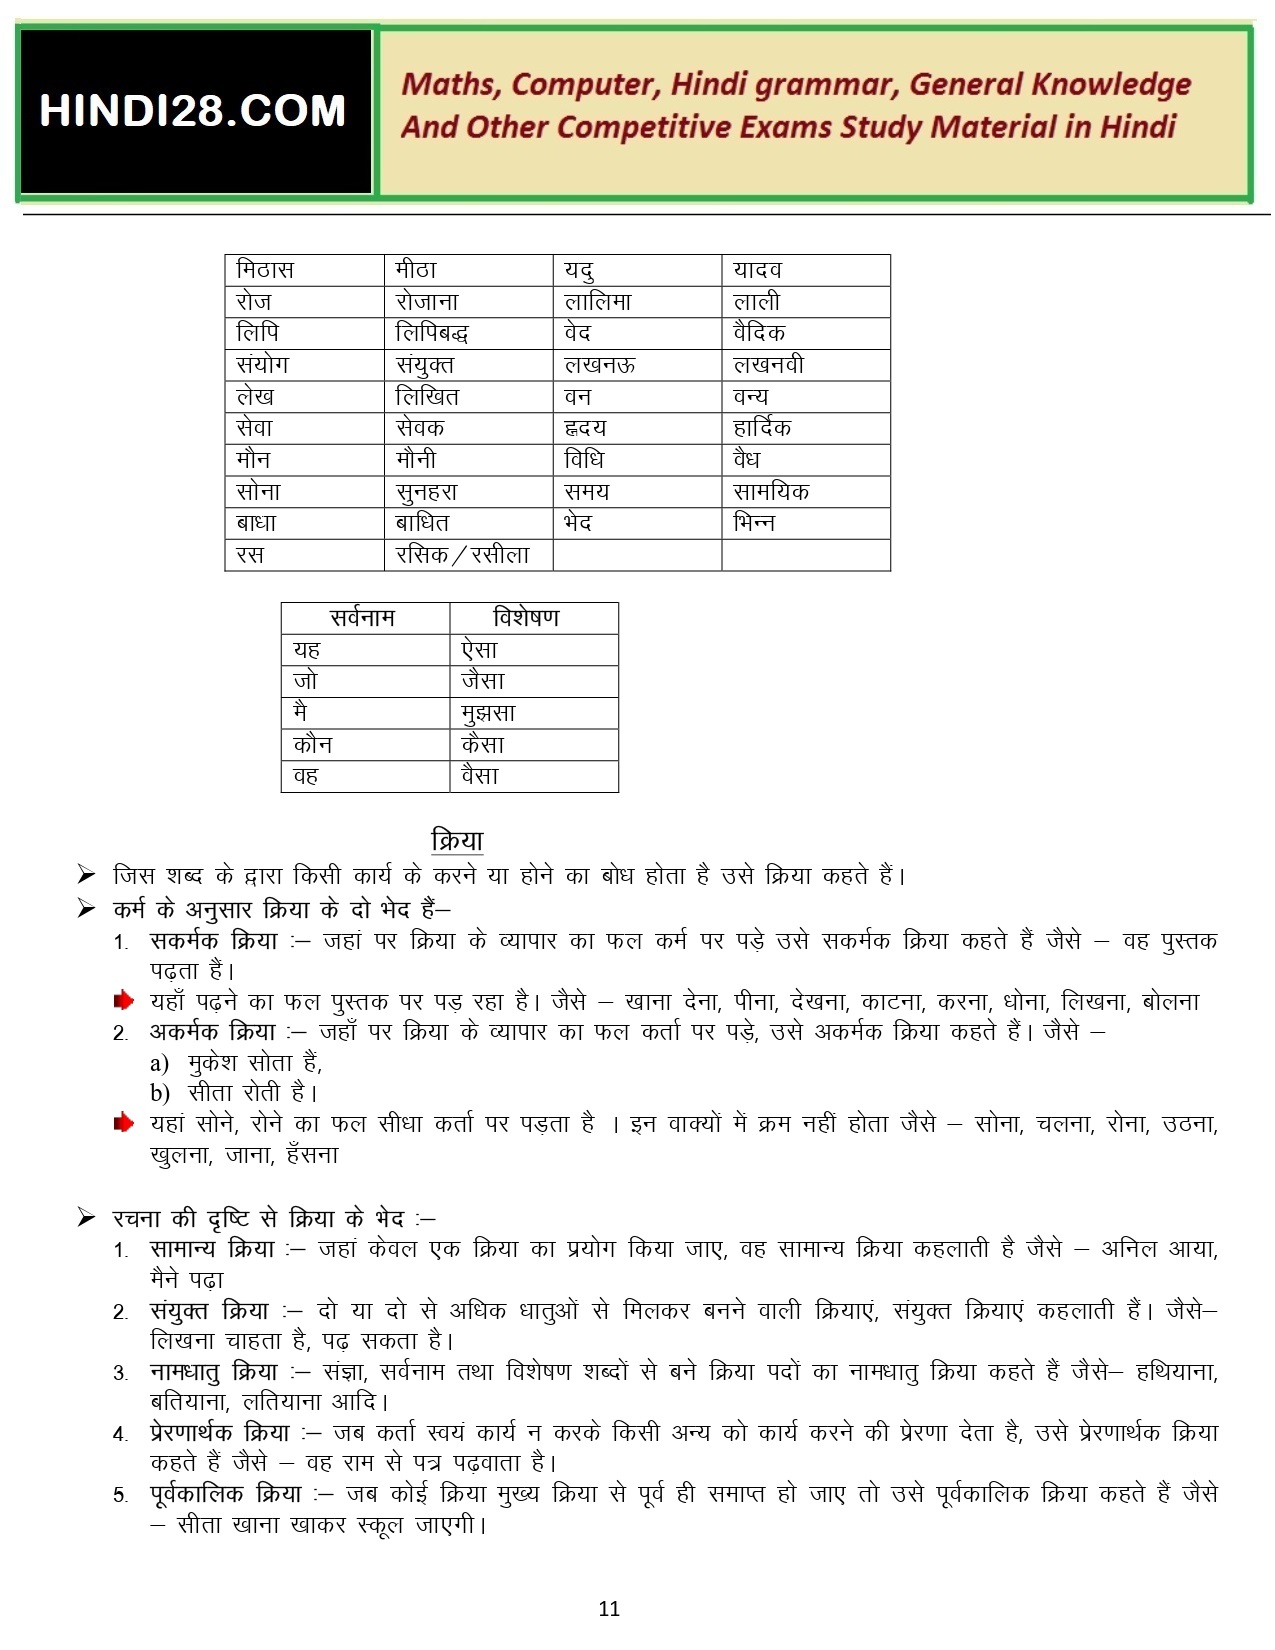 HINDI28.COM
Maths, Computer, Hindi grammar, General Knowledge
And Other Competitive Exams Study Material in Hindi
मिठास मीठा यदु यादव
रोज रोजाना लालिमा लाली
लिपि लिपिबद्ध वेद वैदिक
संयोग संयुक्त लखनऊ लखनवी
लेख लिखित वन वन्य
सेवा सेवक हृदय हार्दिक
मौन मौनी विधि वैध
सोना सुनहरा समय सामयिक
बाधा बाधित भेद भिन्न
रस रसिक/रसीला
सर्वनाम विशेषण
यह ऐसा
जो जैसा
मै मुझसा
कौन कैसा
वह वैसा
क्रिया
➢ जिस शब्द के द्वारा किसी कार्य के करने या होने का बोध होता है उसे क्रिया कहते हैं।
➢ कर्म के अनुसार क्रिया के दो भेद हैं–
1. सकर्मक क्रिया :– जहां पर क्रिया के व्यापार का फल कर्म पर पड़े उसे सकर्मक क्रिया कहते हैं जैसे – वह पुस्तक
पढ़ता हैं।
यहाँ पढ़ने का फल पुस्तक पर पड़ रहा है। जैसे – खाना देना, पीना, देखना, काटना, करना, धोना, लिखना, बोलना
2. अकर्मक क्रिया :– जहाँ पर क्रिया के व्यापार का फल कर्ता पर पड़े, उसे अकर्मक क्रिया कहते हैं। जैसे –
a) मुकेश सोता हैं,
b) सीता रोती है।
यहां सोने, रोने का फल सीधा कर्ता पर पड़ता है । इन वाक्यों में क्रम नहीं होता जैसे – सोना, चलना, रोना, उठना,
खुलना, जाना, हँसना
➢ रचना की दृष्टि से क्रिया के भेद :–
1. सामान्य क्रिया :– जहां केवल एक क्रिया का प्रयोग किया जाए, वह सामान्य क्रिया कहलाती है जैसे – अनिल आया,
मैने पढ़ा
2. संयुक्त क्रिया :– दो या दो से अधिक धातुओं से मिलकर बनने वाली क्रियाएं, संयुक्त क्रियाएं कहलाती हैं। जैसे–
लिखना चाहता है, पढ़ सकता है।
3. नामधातु क्रिया :– संज्ञा, सर्वनाम तथा विशेषण शब्दों से बने क्रिया पदों का नामधातु क्रिया कहते हैं जैसे– हथियाना,
बतियाना, लतियाना आदि।
4. प्रेरणार्थक क्रिया :– जब कर्ता स्वयं कार्य न करके किसी अन्य को कार्य करने की प्रेरणा देता है, उसे प्रेरणार्थक क्रिया
कहते हैं जैसे – वह राम से पत्र पढ़वाता है।
5. पूर्वकालिक क्रिया :– जब कोई क्रिया मुख्य क्रिया से पूर्व ही समाप्त हो जाए तो उसे पूर्वकालिक क्रिया कहते हैं जैसे
– सीता खाना खाकर स्कूल जाएगी।
11